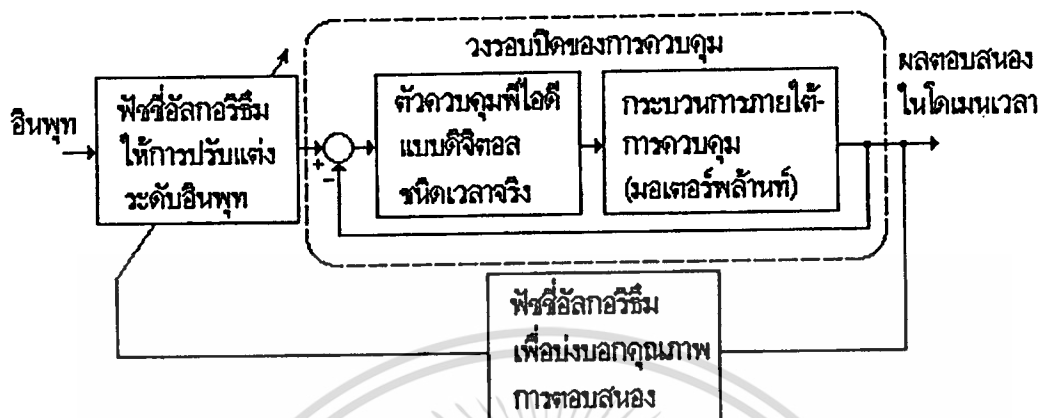 วงรอบปิดของการควบคุม
ผลตอบสนอง
ในโดเมนเวลา
อินพุท
ฟัซซี่อัลกอริธึม
ให้การปรับแต่ง
ระดับอินพุท
+
−
ตัวควบคุมพีไอดี
แบบดิจิตอล
ชนิดเวลาจริง
กระบวนการภายใต้-
การควบคุม
(มอเตอร์พล้านท์)
ฟัซซี่อัลกอริธึม
เพื่อบ่งบอกคุณภาพ
การตอบสนอง